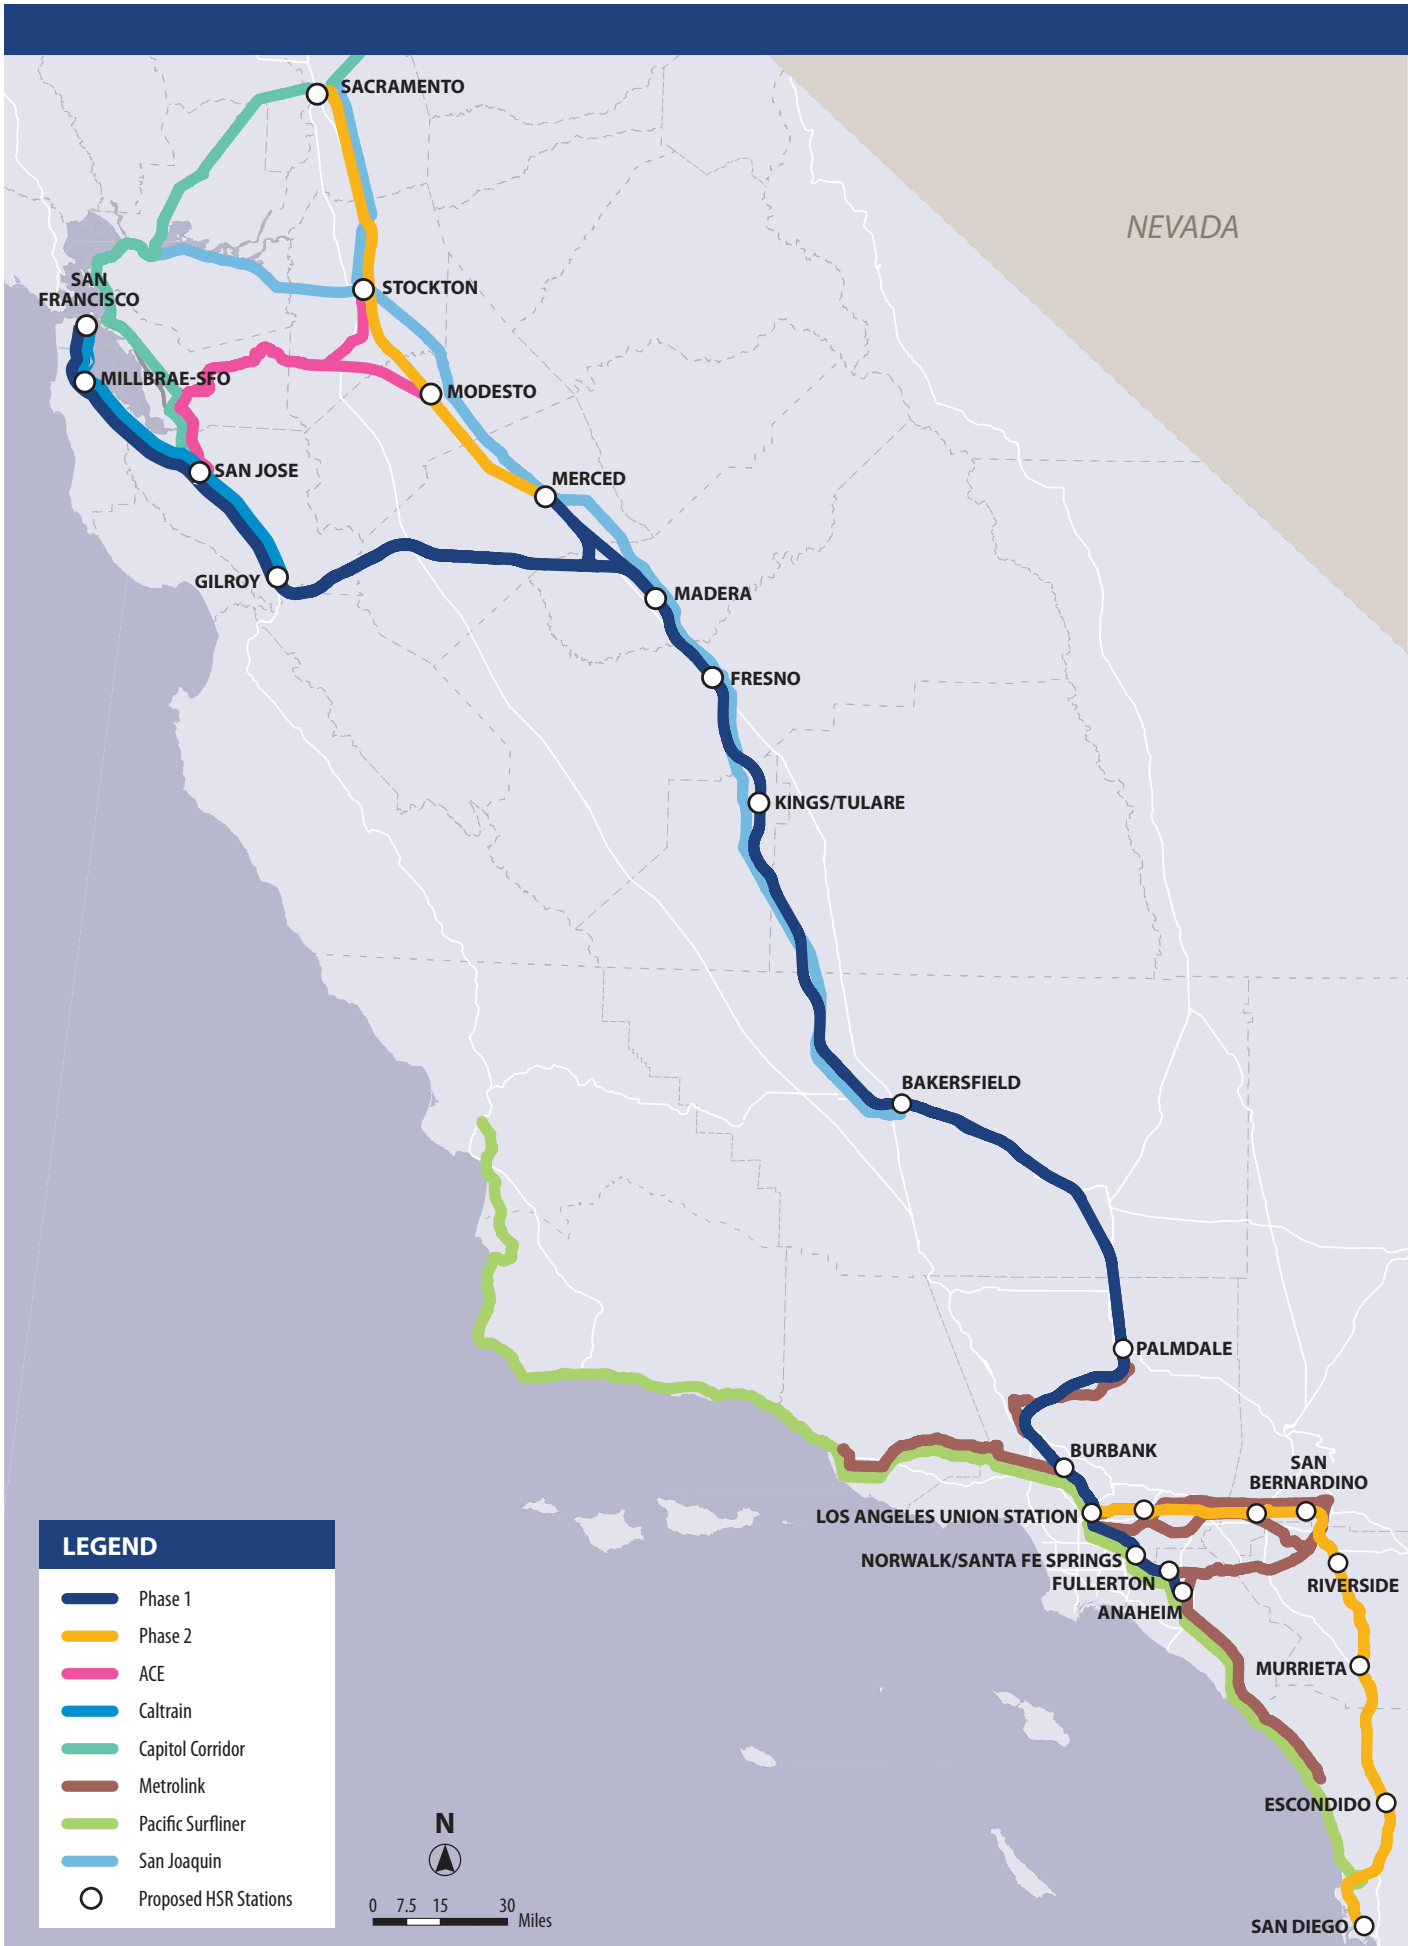 SACRAMENTO
NEVADA
SAN
FRANCISCO
STOCKTON
MILLBRAE-SFO
MODESTO
SAN JOSE
MERCED
GILROY
MADERA
FRESNO
KINGS/TULARE
BAKERSFIELD
PALMDALE
BURBANK
SAN
BERNARDINO
LOS ANGELES UNION STATION
NORWALK/SANTA FE SPRINGS
FULLERTON
RIVERSIDE
ANAHEIM
MURRIETA
ESCONDIDO
SAN DIEGO
LEGEND
Phase 1
Phase 2
ACE
Caltrain
Capitol Corridor
Metrolink
Pacific Surfliner
San Joaquin
Proposed HSR Stations
N
0 7.5 15 30
Miles